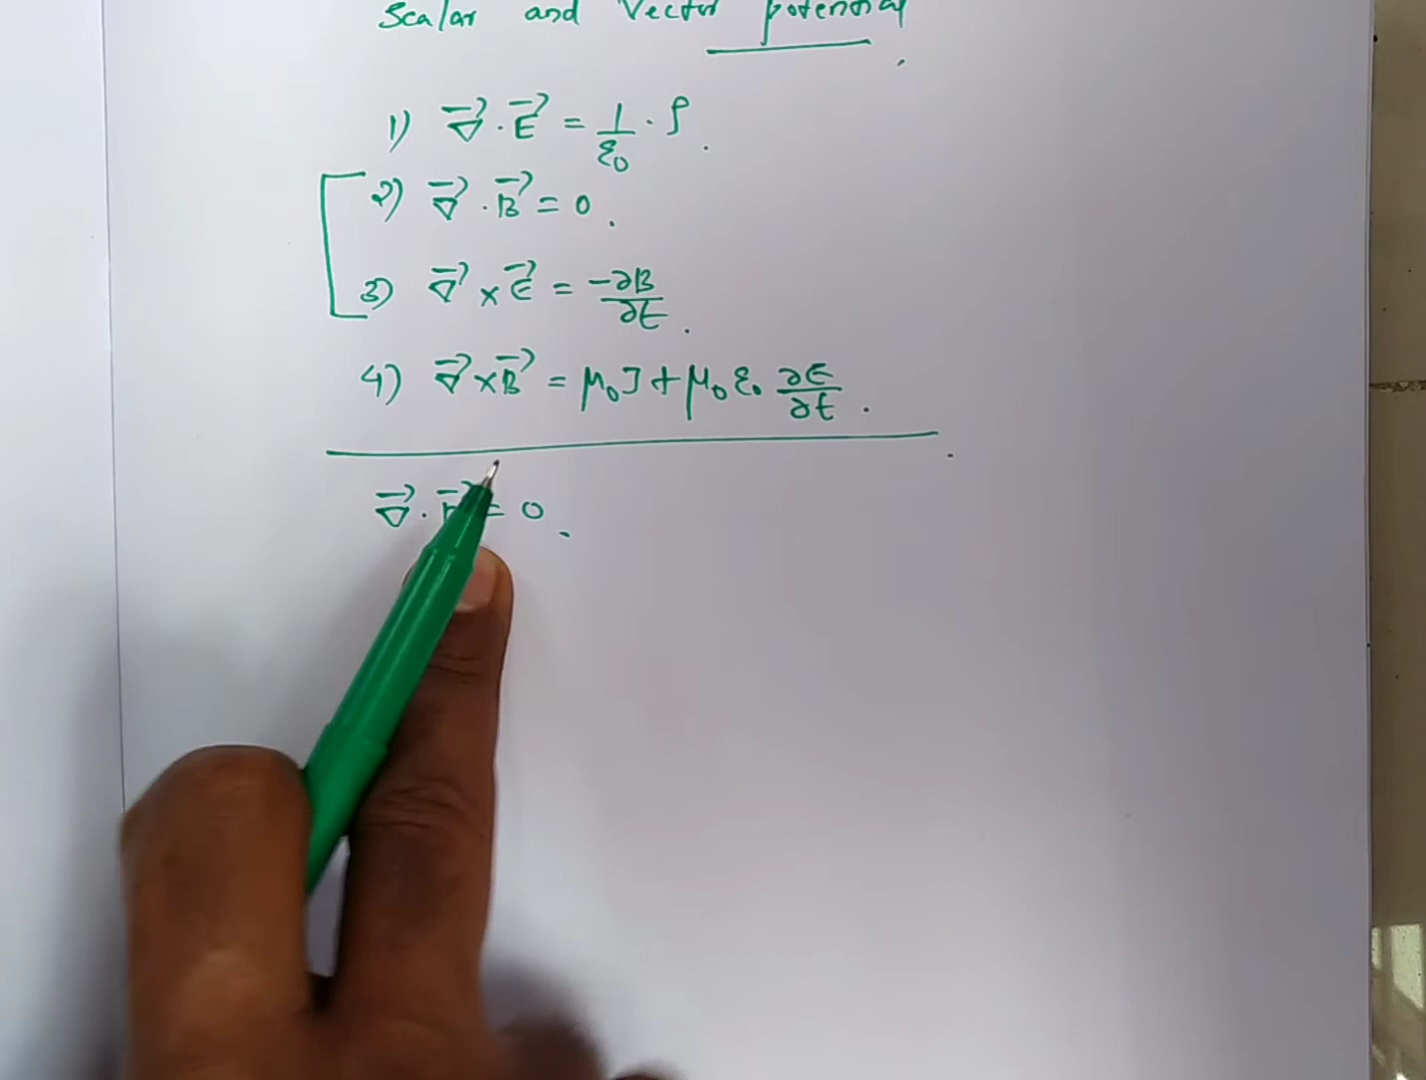 Scalar and Vector potential
1) ∇⃗ . E⃗ = 1/ε₀ . ρ .
2) ∇⃗ . B⃗ = 0 .
3) ∇⃗ × E⃗ = -∂B/∂t .
4) ∇⃗ × B⃗ = μ₀J + μ₀ε₀ ∂E/∂t .
∇⃗ . = 0 .